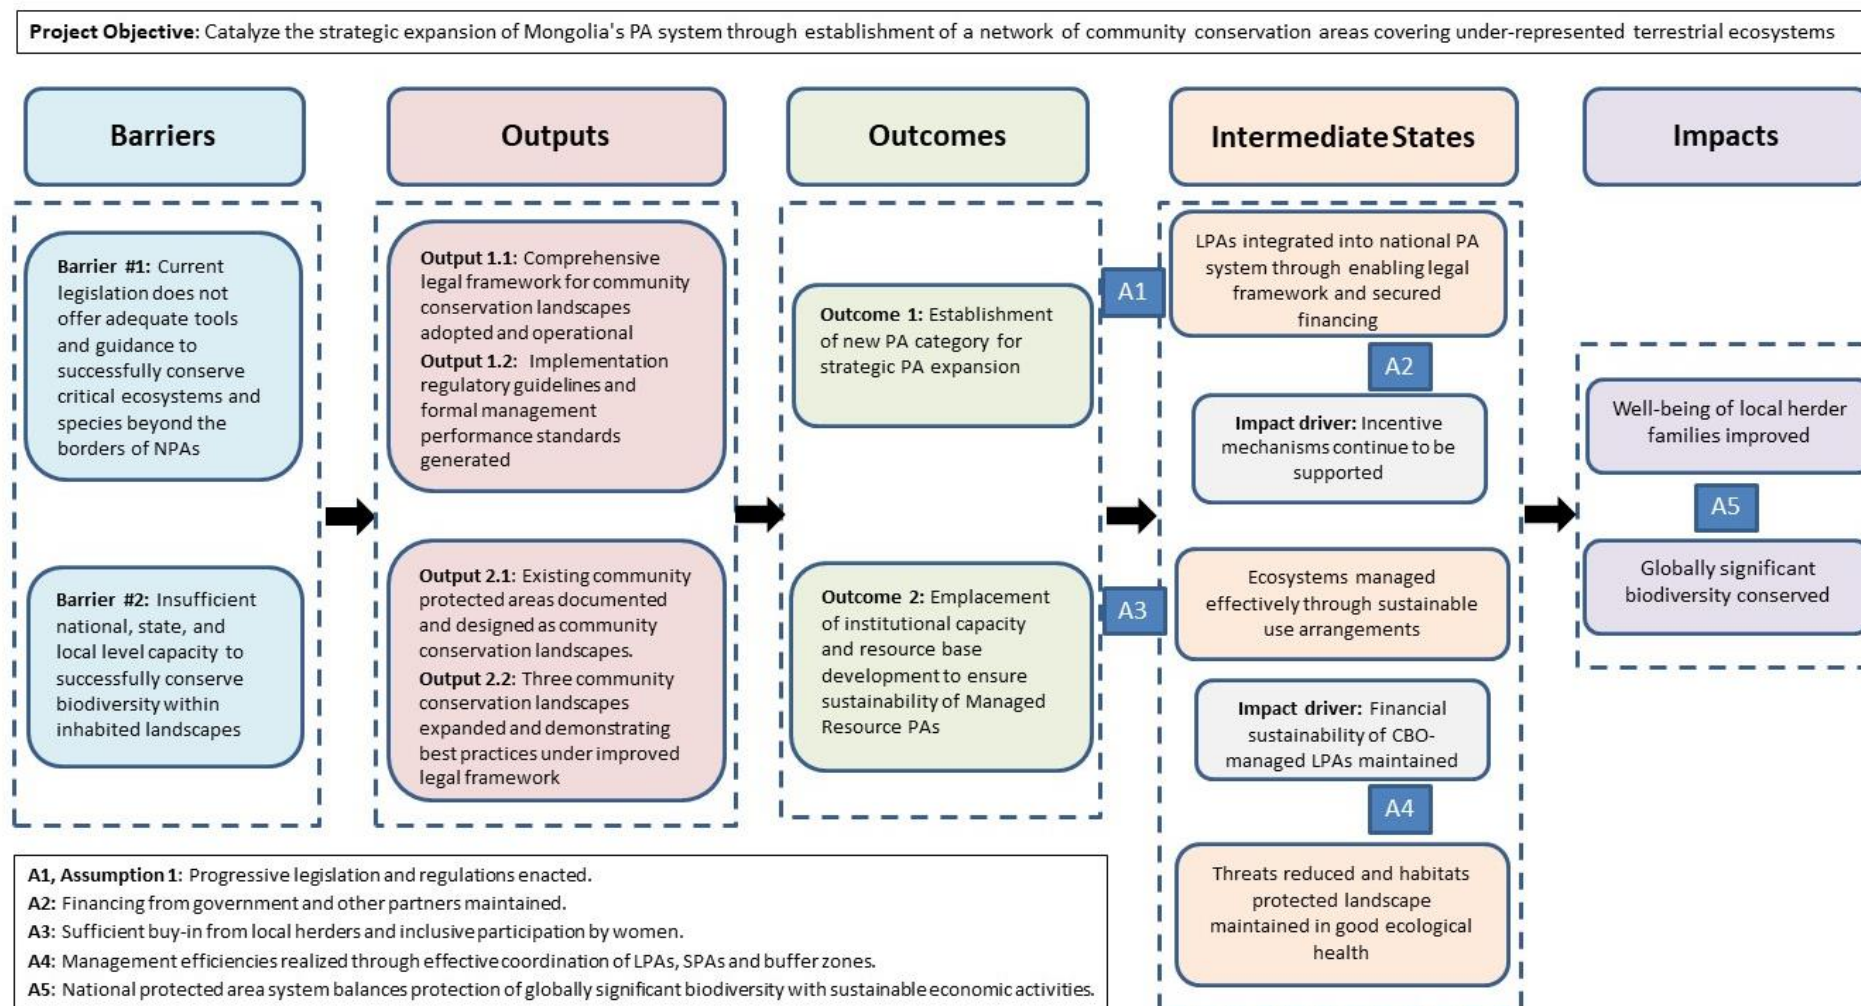 Project Objective: Catalyze the strategic expansion of Mongolia's PA system through establishment of a network of community conservation areas covering under-represented terrestrial ecosystems
Barriers
Outputs
Outcomes
Intermediate States
Impacts
Barrier #1: Current
legislation does not
offer adequate tools
and guidance to
successfully conserve
critical ecosystems and
species beyond the
borders of NPAs
Barrier #2: Insufficient
national, state, and
local level capacity to
successfully conserve
biodiversity within
inhabited landscapes
Output 1.1: Comprehensive
legal framework for community
conservation landscapes
adopted and operational
Output 1.2: Implementation
regulatory guidelines and
formal management
performance standards
generated
Output 2.1: Existing community
protected areas documented
and designed as community
conservation landscapes.
Output 2.2: Three community
conservation landscapes
expanded and demonstrating
best practices under improved
legal framework
Outcome 1: Establishment
of new PA category for
strategic PA expansion
Outcome 2: Emplacement
of institutional capacity
and resource base
development to ensure
sustainability of Managed
Resource PAs
A1
A3
LPAs integrated into national PA
system through enabling legal
framework and secured
financing
A2
Impact driver: Incentive
mechanisms continue to be
supported
Ecosystems managed
effectively through sustainable
use arrangements
Impact driver: Financial
sustainability of CBO-
managed LPAs maintained
A4
Threats reduced and habitats
protected landscape
maintained in good ecological
health
Well-being of local herder
families improved
A5
Globally significant
biodiversity conserved
A1, Assumption 1: Progressive legislation and regulations enacted.
A2: Financing from government and other partners maintained.
A3: Sufficient buy-in from local herders and inclusive participation by women.
A4: Management efficiencies realized through effective coordination of LPAs, SPAs and buffer zones.
A5: National protected area system balances protection of globally significant biodiversity with sustainable economic activities.